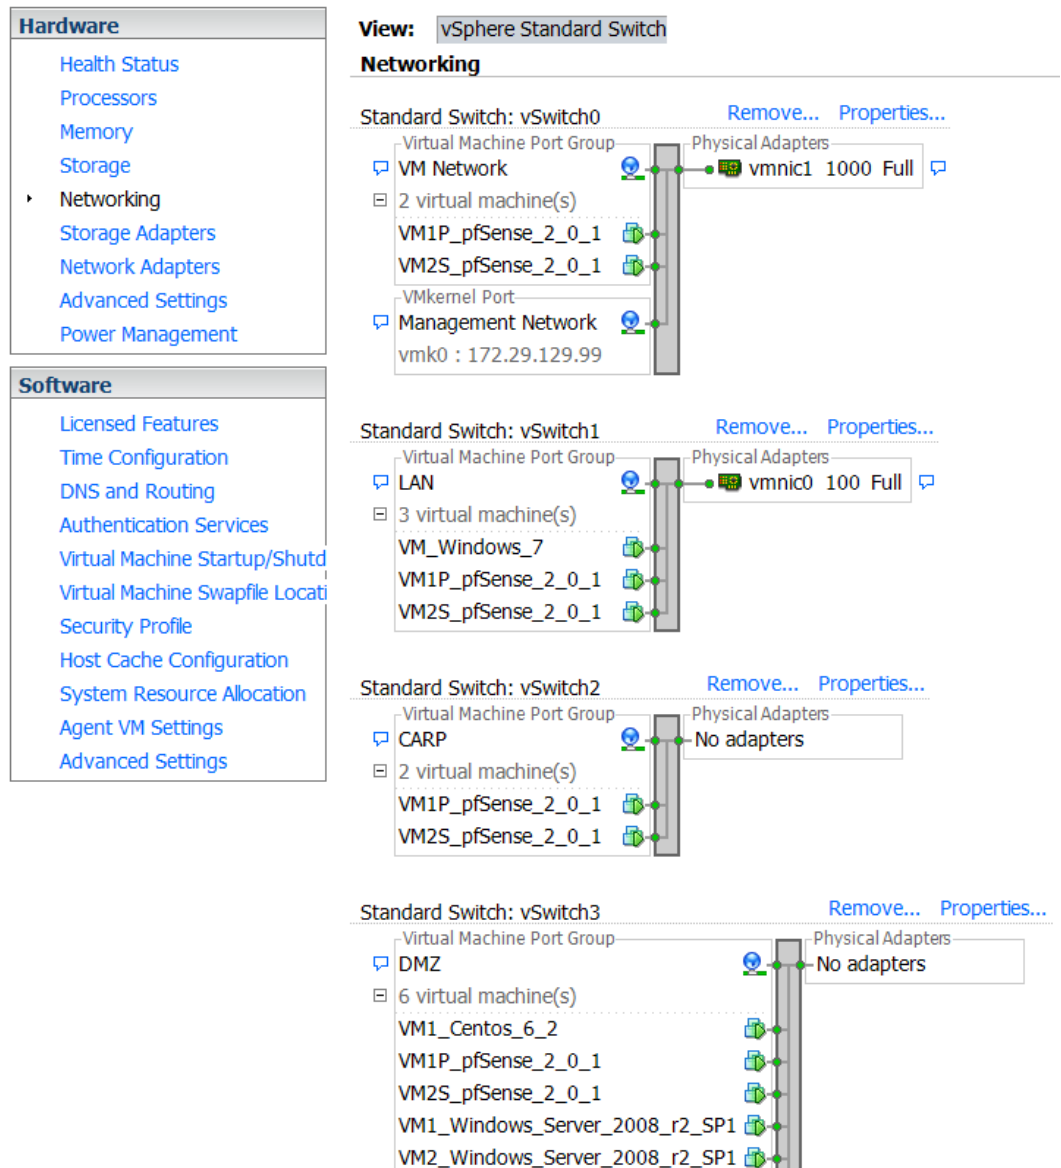 Hardware
Health Status
Processors
Memory
Storage
Networking
Storage Adapters
Network Adapters
Advanced Settings
Power Management
Software
Licensed Features
Time Configuration
DNS and Routing
Authentication Services
Virtual Machine Startup/Shutd
Virtual Machine Swapfile Locati
Security Profile
Host Cache Configuration
System Resource Allocation
Agent VM Settings
Advanced Settings
View: vSphere Standard Switch
Networking
Standard Switch: vSwitch0 Remove... Properties...
Virtual Machine Port Group Physical Adapters
VM Network vmnic1 1000 Full
2 virtual machine(s)
VM1P_pfSense_2_0_1
VM2S_pfSense_2_0_1
VMkernel Port
Management Network
vmk0 : 172.29.129.99
Standard Switch: vSwitch1 Remove... Properties...
Virtual Machine Port Group Physical Adapters
LAN vmnic0 100 Full
3 virtual machine(s)
VM_Windows_7
VM1P_pfSense_2_0_1
VM2S_pfSense_2_0_1
Standard Switch: vSwitch2 Remove... Properties...
Virtual Machine Port Group Physical Adapters
CARP No adapters
2 virtual machine(s)
VM1P_pfSense_2_0_1
VM2S_pfSense_2_0_1
Standard Switch: vSwitch3 Remove... Properties...
Virtual Machine Port Group Physical Adapters
DMZ No adapters
6 virtual machine(s)
VM1_Centos_6_2
VM1P_pfSense_2_0_1
VM2S_pfSense_2_0_1
VM1_Windows_Server_2008_r2_SP1
VM2_Windows_Server_2008_r2_SP1